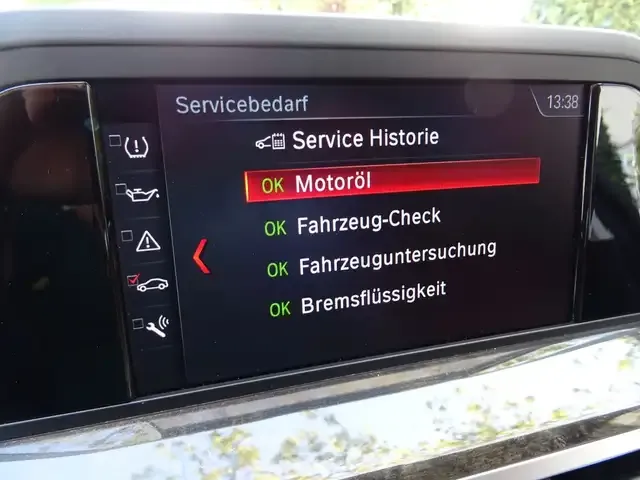 Servicebedarf
13:38
Service Historie
OK Motoröl
OK Fahrzeug-Check
OK Fahrzeuguntersuchung
OK Bremsflüssigkeit